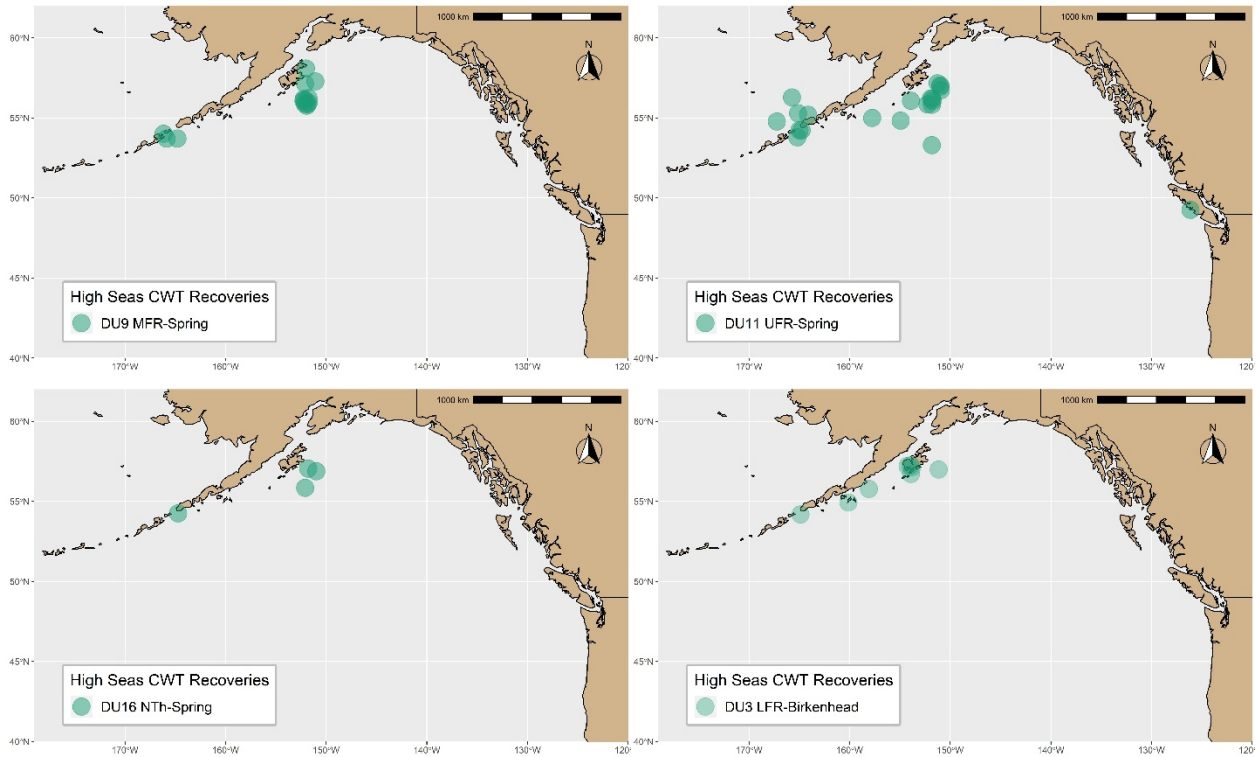 1000 km
N
60°N
55°N
50°N
45°N
40°N
170°W
160°W
150°W
140°W
130°W
120°
High Seas CWT Recoveries
DU9 MFR-Spring
1000 km
N
60°N
55°N
50°N
45°N
40°N
170°W
160°W
150°W
140°W
130°W
120°
High Seas CWT Recoveries
DU11 UFR-Spring
1000 km
N
60°N
55°N
50°N
45°N
40°N
170°W
160°W
150°W
140°W
130°W
120°
High Seas CWT Recoveries
DU16 NTh-Spring
1000 km
N
60°N
55°N
50°N
45°N
40°N
170°W
160°W
150°W
140°W
130°W
120°
High Seas CWT Recoveries
DU3 LFR-Birkenhead